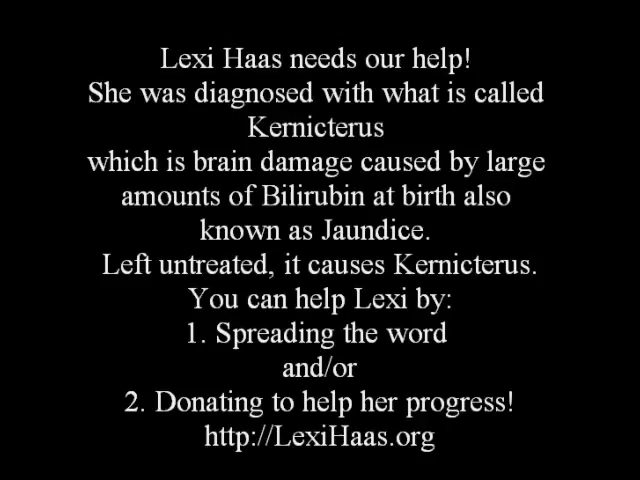 Lexi Haas needs our help!
She was diagnosed with what is called
Kernicterus
which is brain damage caused by large
amounts of Bilirubin at birth also
known as Jaundice.
Left untreated, it causes Kernicterus.
You can help Lexi by:
1. Spreading the word
and/or
2. Donating to help her progress!
http://LexiHaas.org